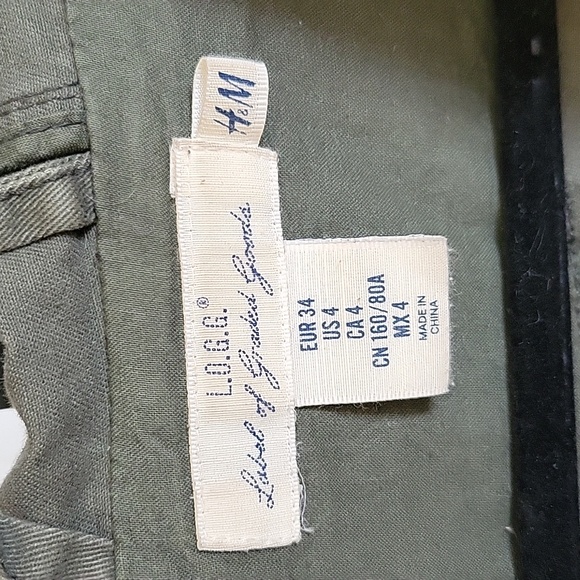 H&M
L.O.G.G.®
Label of Graded Goods
EUR 34
US 4
CA 4
CN 160/80A
MX 4
MADE IN
CHINA